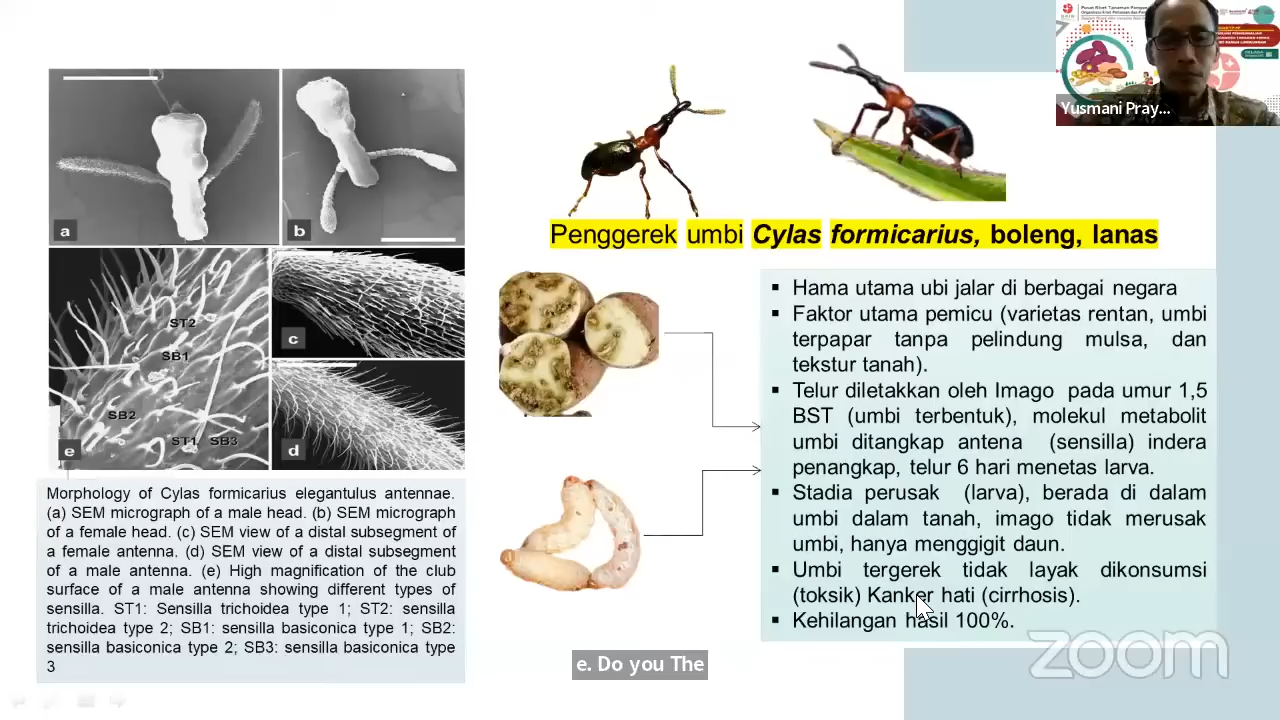 Pusat Riset Tanaman Pangan
Yusmani Pray...
a
b
ST2
SB1
SB2
ST1
SB3
e
c
d
Penggerek umbi Cylas formicarius, boleng, lanas
Morphology of Cylas formicarius elegantulus antennae.
(a) SEM micrograph of a male head. (b) SEM micrograph
of a female head. (c) SEM view of a distal subsegment of
a female antenna. (d) SEM view of a distal subsegment
of a male antenna. (e) High magnification of the club
surface of a male antenna showing different types of
sensilla. ST1: Sensilla trichoidea type 1; ST2: sensilla
trichoidea type 2; SB1: sensilla basiconica type 1; SB2:
sensilla basiconica type 2; SB3: sensilla basiconica type
3
▪ Hama utama ubi jalar di berbagai negara
▪ Faktor utama pemicu (varietas rentan, umbi
terpapar tanpa pelindung mulsa, dan
tekstur tanah).
▪ Telur diletakkan oleh Imago pada umur 1,5
BST (umbi terbentuk), molekul metabolit
umbi ditangkap antena (sensilla) indera
penangkap, telur 6 hari menetas larva.
▪ Stadia perusak (larva), berada di dalam
umbi dalam tanah, imago tidak merusak
umbi, hanya menggigit daun.
▪ Umbi tergerek tidak layak dikonsumsi
(toksik) Kanker hati (cirrhosis).
▪ Kehilangan hasil 100%.
e. Do you The
zoom